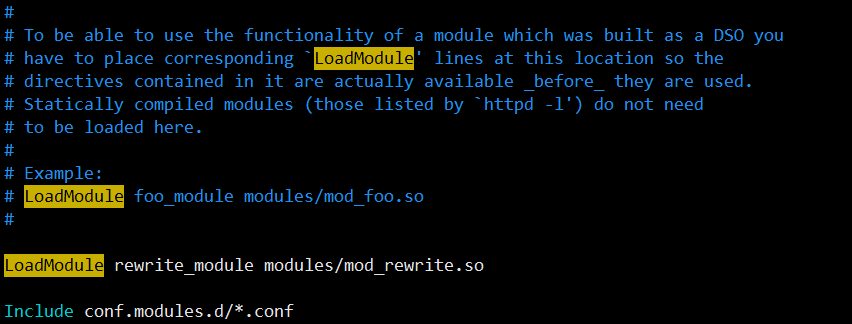 #
# To be able to use the functionality of a module which was built as a DSO you
# have to place corresponding `LoadModule' lines at this location so the
# directives contained in it are actually available _before_ they are used.
# Statically compiled modules (those listed by `httpd -l') do not need
# to be loaded here.
#
# Example:
# LoadModule foo_module modules/mod_foo.so
#
LoadModule rewrite_module modules/mod_rewrite.so
Include conf.modules.d/*.conf